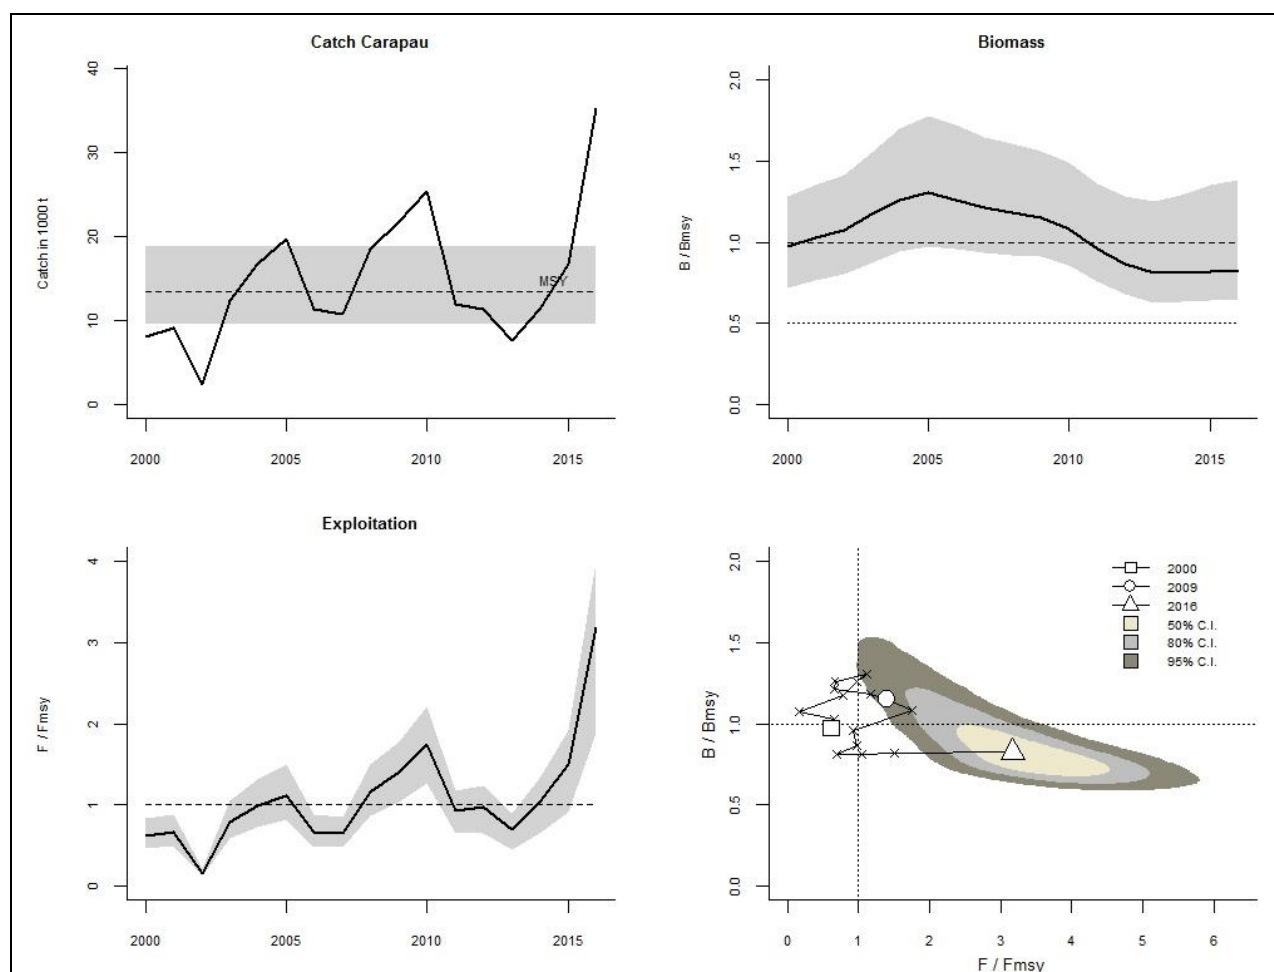 Catch Carapau
Catch in 1000 t
40
30
20
10
0
MSY
2000 2005 2010 2015
Biomass
B / Bmsy
2.0
1.5
1.0
0.5
0.0
2000 2005 2010 2015
Exploitation
F / Fmsy
4
3
2
1
0
2000 2005 2010 2015
B / Bmsy
2.0
1.5
1.0
0.5
0.0
2000
2009
2016
50% C.I.
80% C.I.
95% C.I.
0 1 2 3 4 5 6
F / Fmsy